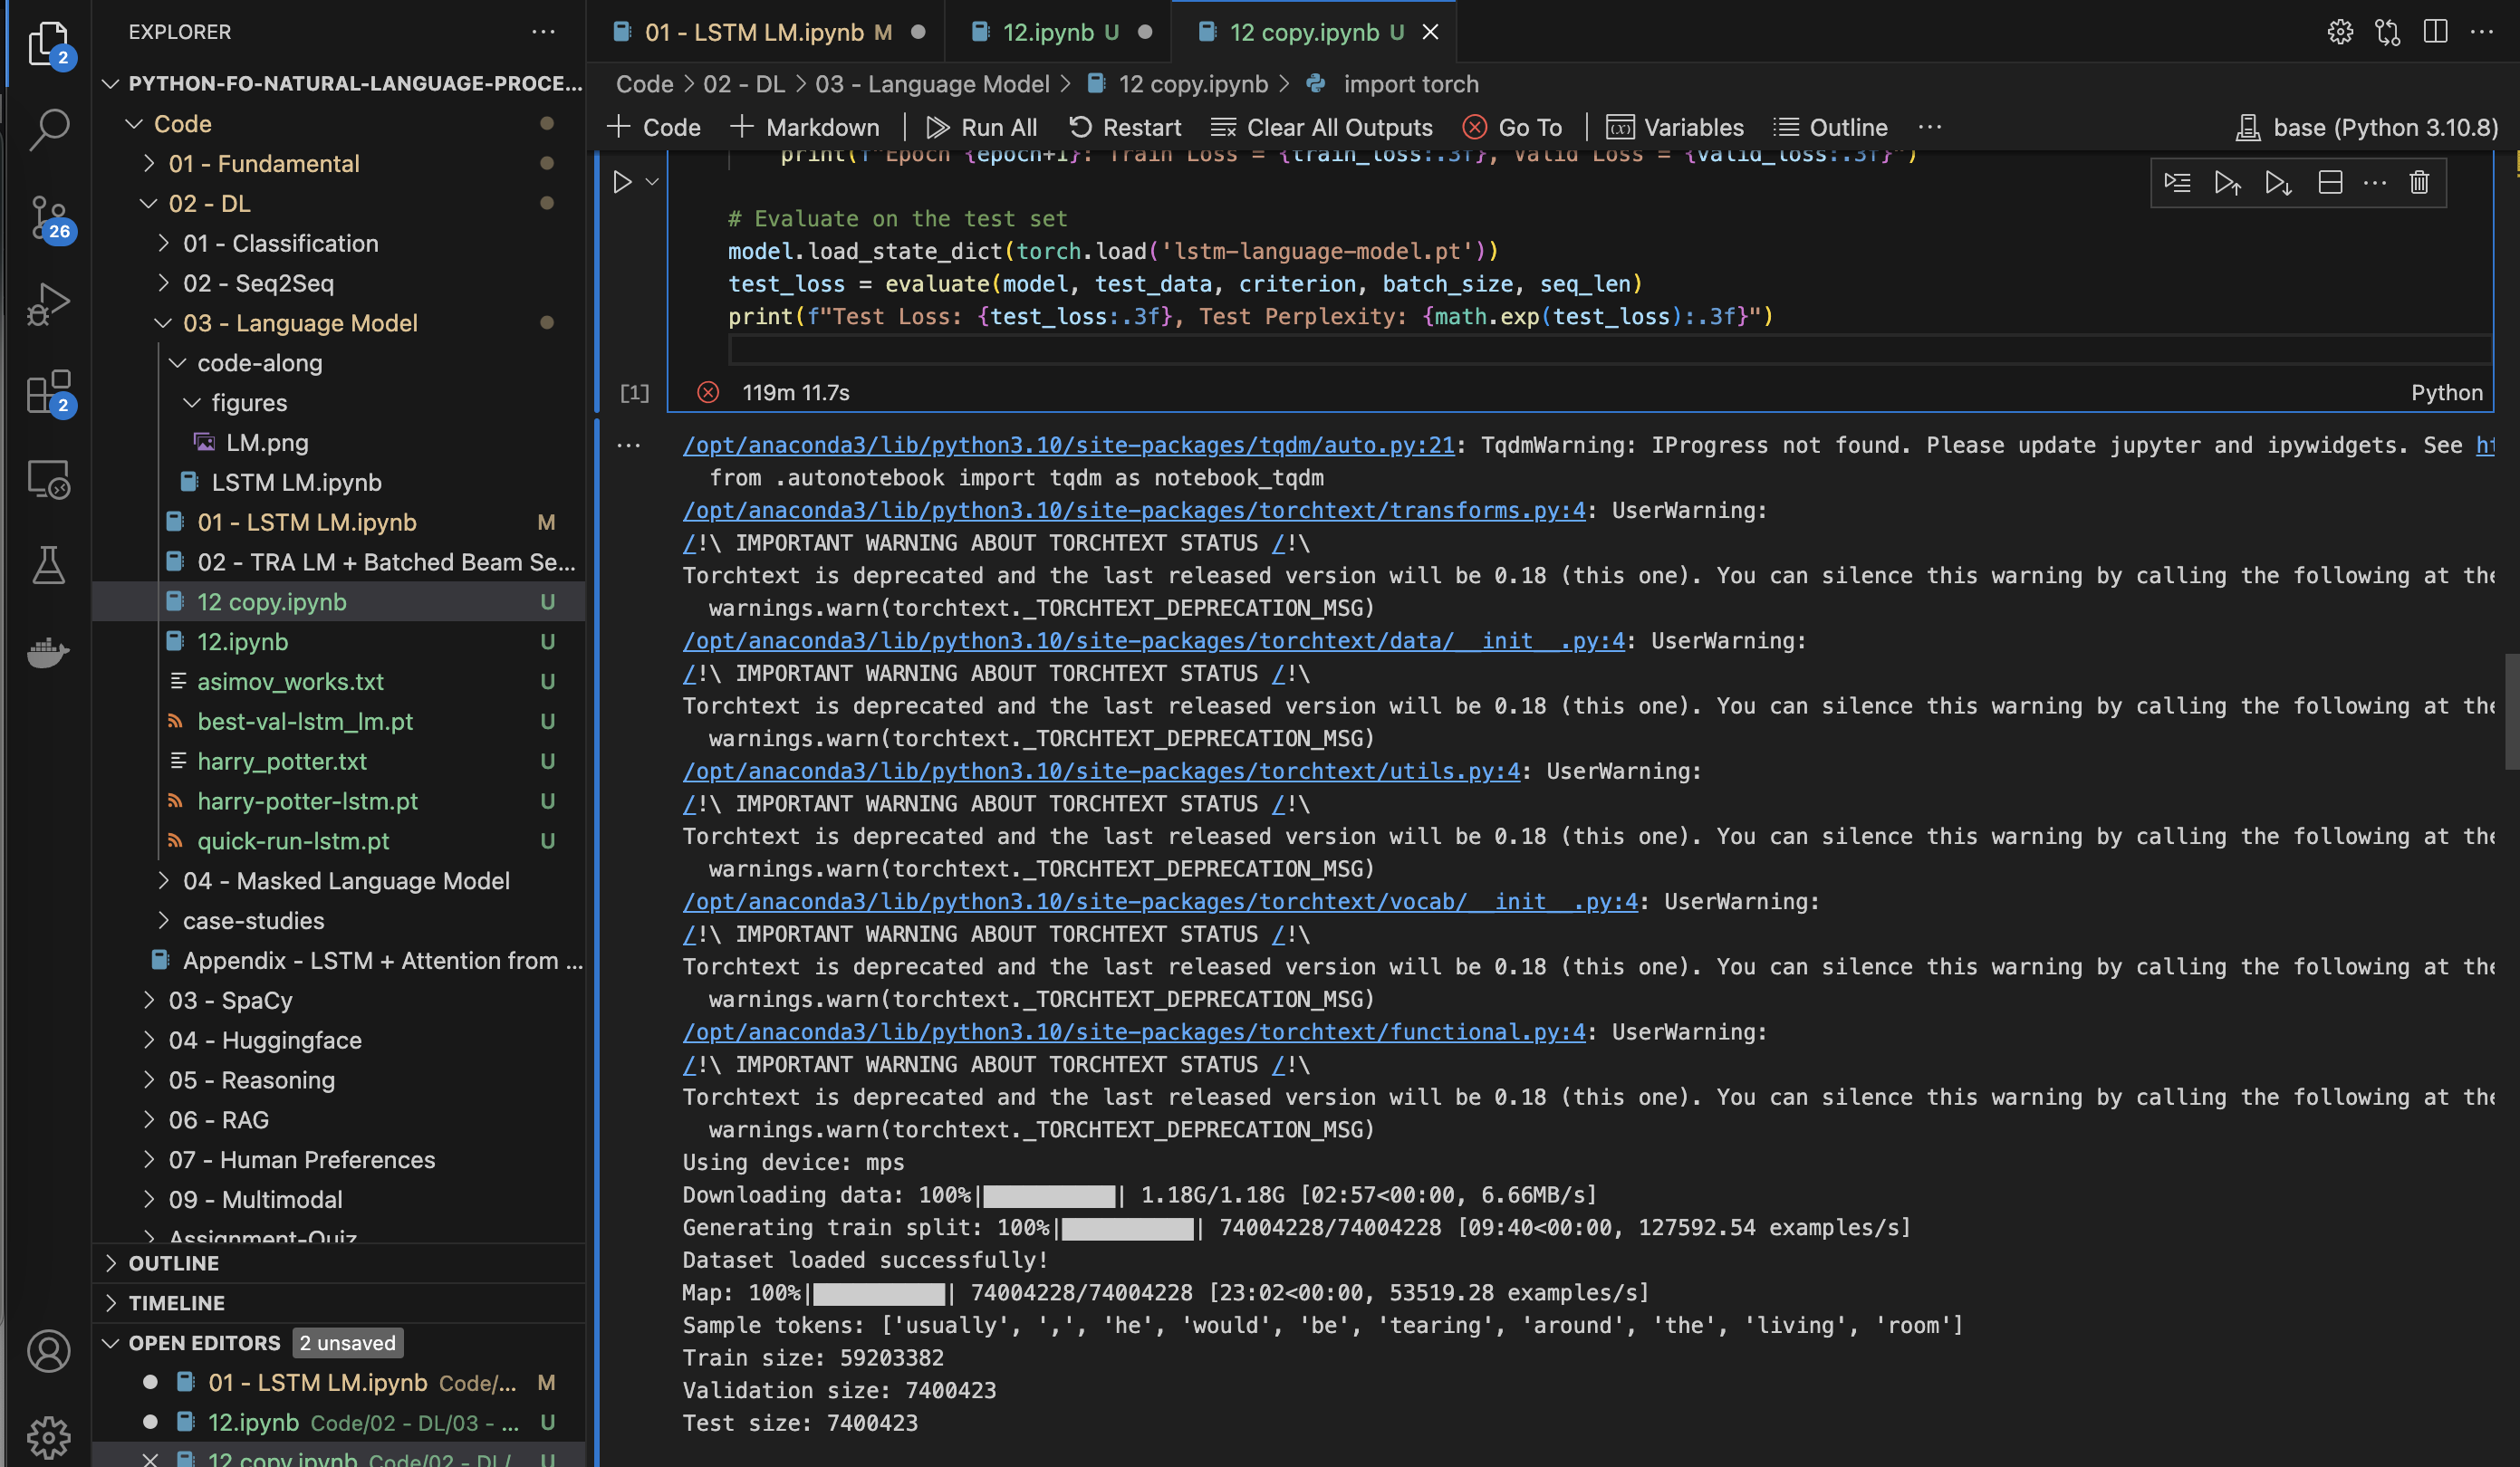 EXPLORER
PYTHON-FO-NATURAL-LANGUAGE-PROCE...
Code
01 - Fundamental
02 - DL
01 - Classification
02 - Seq2Seq
03 - Language Model
code-along
figures
LM.png
LSTM LM.ipynb
01 - LSTM LM.ipynb M
02 - TRA LM + Batched Beam Se...
12 copy.ipynb U
12.ipynb U
asimov_works.txt U
best-val-lstm_lm.pt U
harry_potter.txt U
harry-potter-lstm.pt U
quick-run-lstm.pt U
04 - Masked Language Model
case-studies
Appendix - LSTM + Attention from ...
03 - SpaCy
04 - Huggingface
05 - Reasoning
06 - RAG
07 - Human Preferences
09 - Multimodal
Assignment-Quiz
OUTLINE
TIMELINE
OPEN EDITORS 2 unsaved
01 - LSTM LM.ipynb Code/... M
12.ipynb Code/02 - DL/03 - ... U
12 copy.ipynb Code/02 - DL/ U
2
26
2
01 - LSTM LM.ipynb M
12.ipynb U
12 copy.ipynb U
Code > 02 - DL > 03 - Language Model > 12 copy.ipynb > import torch
+ Code + Markdown | Run All Restart Clear All Outputs Go To | Variables Outline ... base (Python 3.10.8)
print(f"Epoch {epoch+1}: Train Loss = {train_loss:.3f}, Valid Loss = {valid_loss:.3f}")
# Evaluate on the test set
model.load_state_dict(torch.load('lstm-language-model.pt'))
test_loss = evaluate(model, test_data, criterion, batch_size, seq_len)
print(f"Test Loss: {test_loss:.3f}, Test Perplexity: {math.exp(test_loss):.3f}")
[1] 119m 11.7s Python
/opt/anaconda3/lib/python3.10/site-packages/tqdm/auto.py:21: TqdmWarning: IProgress not found. Please update jupyter and ipywidgets. See ht
from .autonotebook import tqdm as notebook_tqdm
/opt/anaconda3/lib/python3.10/site-packages/torchtext/transforms.py:4: UserWarning:
/!\ IMPORTANT WARNING ABOUT TORCHTEXT STATUS /!\
Torchtext is deprecated and the last released version will be 0.18 (this one). You can silence this warning by calling the following at the
warnings.warn(torchtext._TORCHTEXT_DEPRECATION_MSG)
/opt/anaconda3/lib/python3.10/site-packages/torchtext/data/__init__.py:4: UserWarning:
/!\ IMPORTANT WARNING ABOUT TORCHTEXT STATUS /!\
Torchtext is deprecated and the last released version will be 0.18 (this one). You can silence this warning by calling the following at the
warnings.warn(torchtext._TORCHTEXT_DEPRECATION_MSG)
/opt/anaconda3/lib/python3.10/site-packages/torchtext/utils.py:4: UserWarning:
/!\ IMPORTANT WARNING ABOUT TORCHTEXT STATUS /!\
Torchtext is deprecated and the last released version will be 0.18 (this one). You can silence this warning by calling the following at the
warnings.warn(torchtext._TORCHTEXT_DEPRECATION_MSG)
/opt/anaconda3/lib/python3.10/site-packages/torchtext/vocab/__init__.py:4: UserWarning:
/!\ IMPORTANT WARNING ABOUT TORCHTEXT STATUS /!\
Torchtext is deprecated and the last released version will be 0.18 (this one). You can silence this warning by calling the following at the
warnings.warn(torchtext._TORCHTEXT_DEPRECATION_MSG)
/opt/anaconda3/lib/python3.10/site-packages/torchtext/functional.py:4: UserWarning:
/!\ IMPORTANT WARNING ABOUT TORCHTEXT STATUS /!\
Torchtext is deprecated and the last released version will be 0.18 (this one). You can silence this warning by calling the following at the
warnings.warn(torchtext._TORCHTEXT_DEPRECATION_MSG)
Using device: mps
Downloading data: 100%|██████████| 1.18G/1.18G [02:57<00:00, 6.66MB/s]
Generating train split: 100%|██████████| 74004228/74004228 [09:40<00:00, 127592.54 examples/s]
Dataset loaded successfully!
Map: 100%|██████████| 74004228/74004228 [23:02<00:00, 53519.28 examples/s]
Sample tokens: ['usually', ',', 'he', 'would', 'be', 'tearing', 'around', 'the', 'living', 'room']
Train size: 59203382
Validation size: 7400423
Test size: 7400423